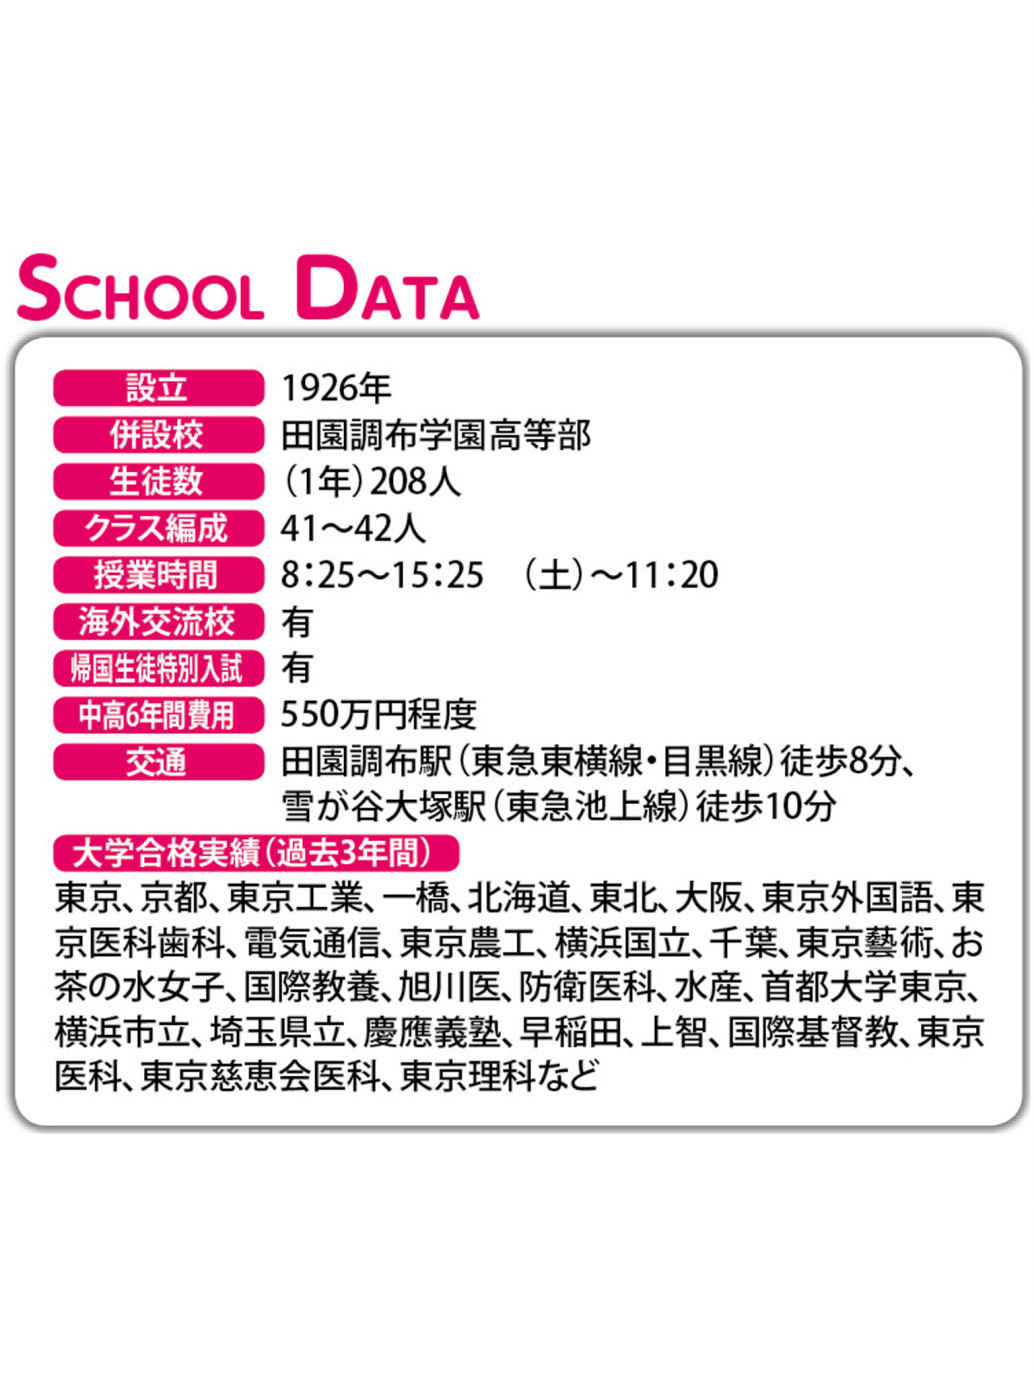 SCHOOL DATA
設立 1926年
併設校 田園調布学園高等部
生徒数 （1年）208人
クラス編成 41〜42人
授業時間 8：25〜15：25 （土）〜11：20
海外交流校 有
帰国生徒特別入試 有
中高6年間費用 550万円程度
交通 田園調布駅（東急東横線・目黒線）徒歩8分、
雪が谷大塚駅（東急池上線）徒歩10分
大学合格実績（過去3年間）
東京、京都、東京工業、一橋、北海道、東北、大阪、東京外国語、東
京医科歯科、電気通信、東京農工、横浜国立、千葉、東京藝術、お
茶の水女子、国際教養、旭川医、防衛医科、水産、首都大学東京、
横浜市立、埼玉県立、慶應義塾、早稲田、上智、国際基督教、東京
医科、東京慈恵会医科、東京理科など